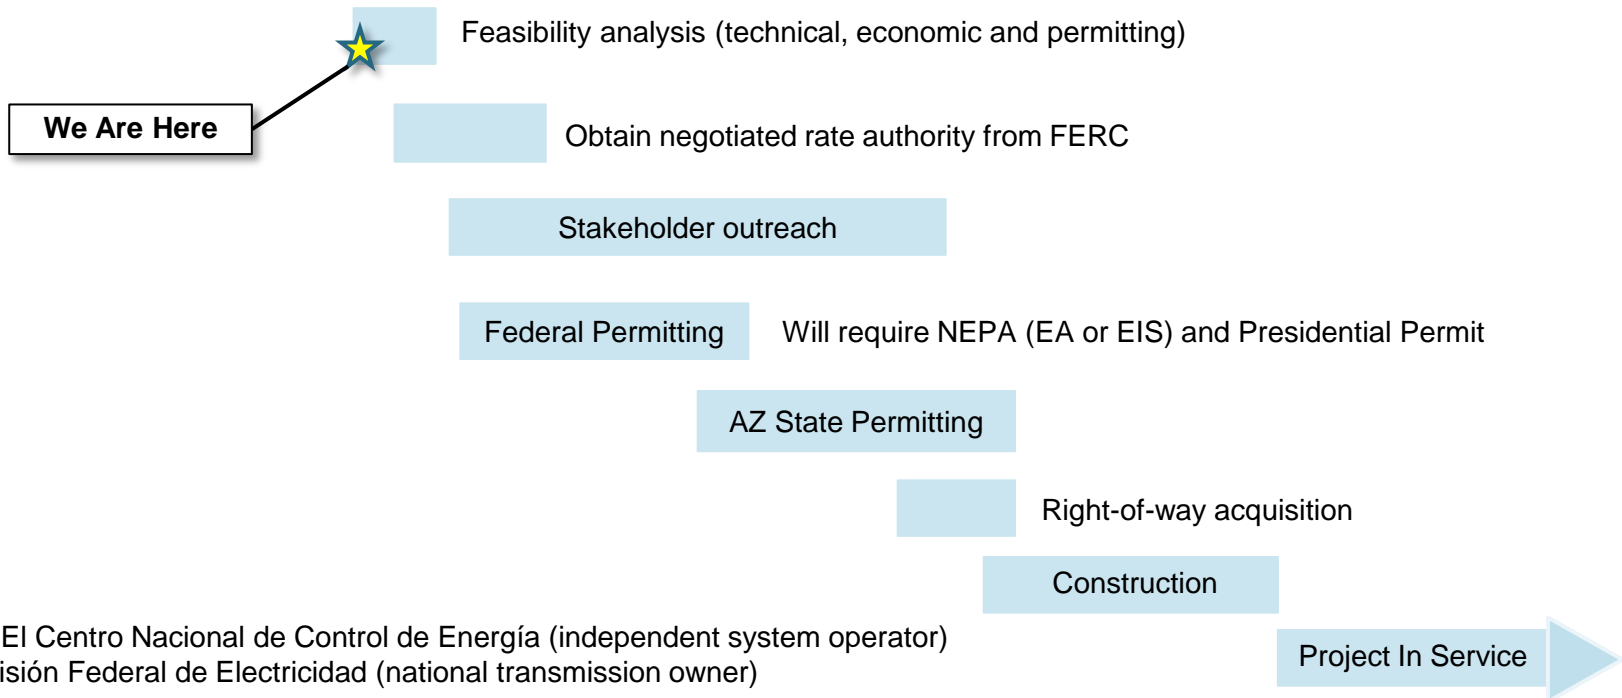 Feasibility analysis (technical, economic and permitting)
We Are Here
Obtain negotiated rate authority from FERC
Stakeholder outreach
Federal Permitting
Will require NEPA (EA or EIS) and Presidential Permit
AZ State Permitting
Right-of-way acquisition
Construction
El Centro Nacional de Control de Energía (independent system operator)
Federal de Electricidad (national transmission owner)
Project In Service